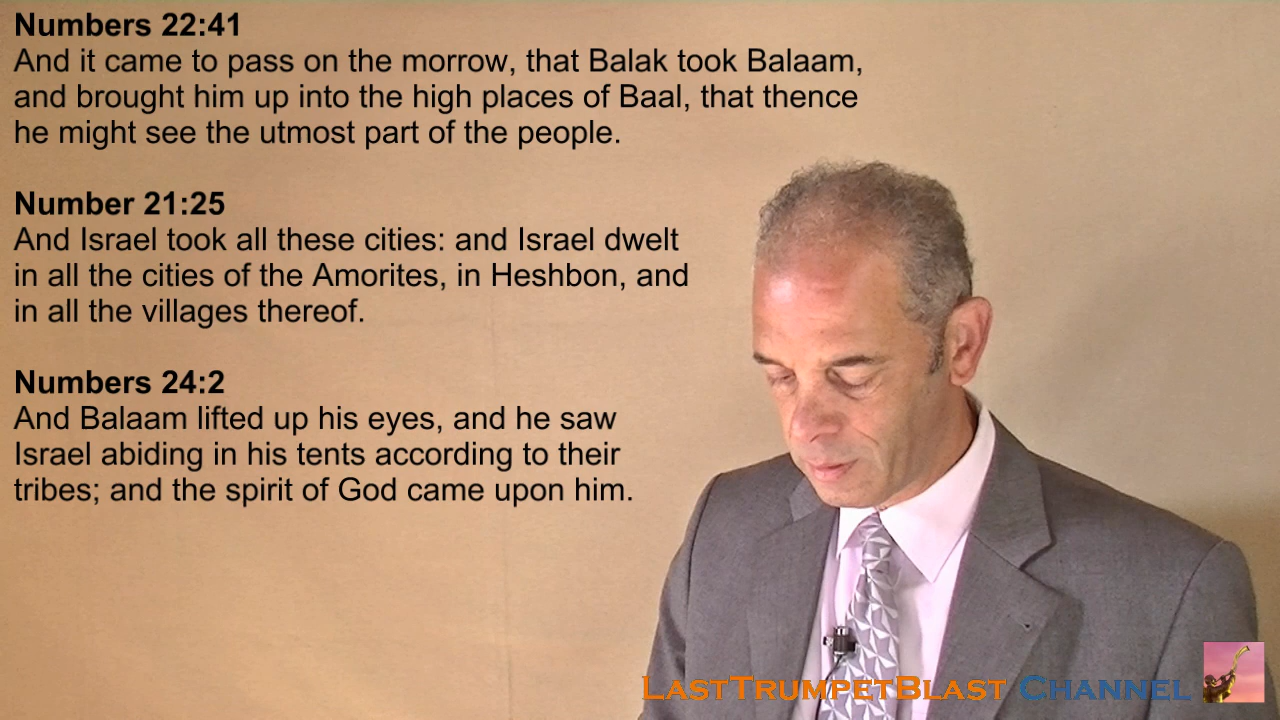 Numbers 22:41
And it came to pass on the morrow, that Balak took Balaam,
and brought him up into the high places of Baal, that thence
he might see the utmost part of the people.
Number 21:25
And Israel took all these cities: and Israel dwelt
in all the cities of the Amorites, in Heshbon, and
in all the villages thereof.
Numbers 24:2
And Balaam lifted up his eyes, and he saw
Israel abiding in his tents according to their
tribes; and the spirit of God came upon him.
LastTrumpetBlast Channel